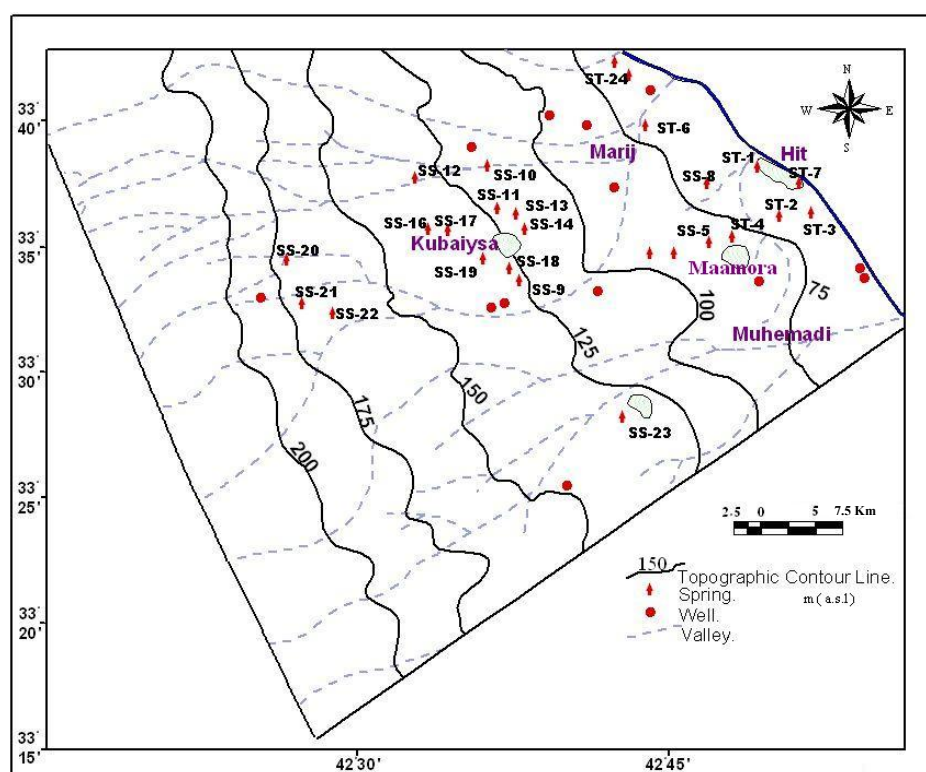 N
W E
S
33° 40'
33° 35'
33° 30'
33° 25'
33° 20'
33° 15'
42° 30'
42° 45'
ST-24
ST-6
Marij
Hit
ST-1
ST-7
SS-12
SS-10
SS-8
SS-11
SS-13
ST-2
SS-16
SS-17
SS-14
SS-5
ST-4
ST-3
Kubaiysa
SS-20
SS-19
SS-18
Maamora
SS-21
SS-9
SS-22
75
100
125
Muhemadi
150
175
200
SS-23
2.5 0 5 7.5 Km
150 Topographic Contour Line.
Spring. m ( a.s.l)
Well.
Valley.